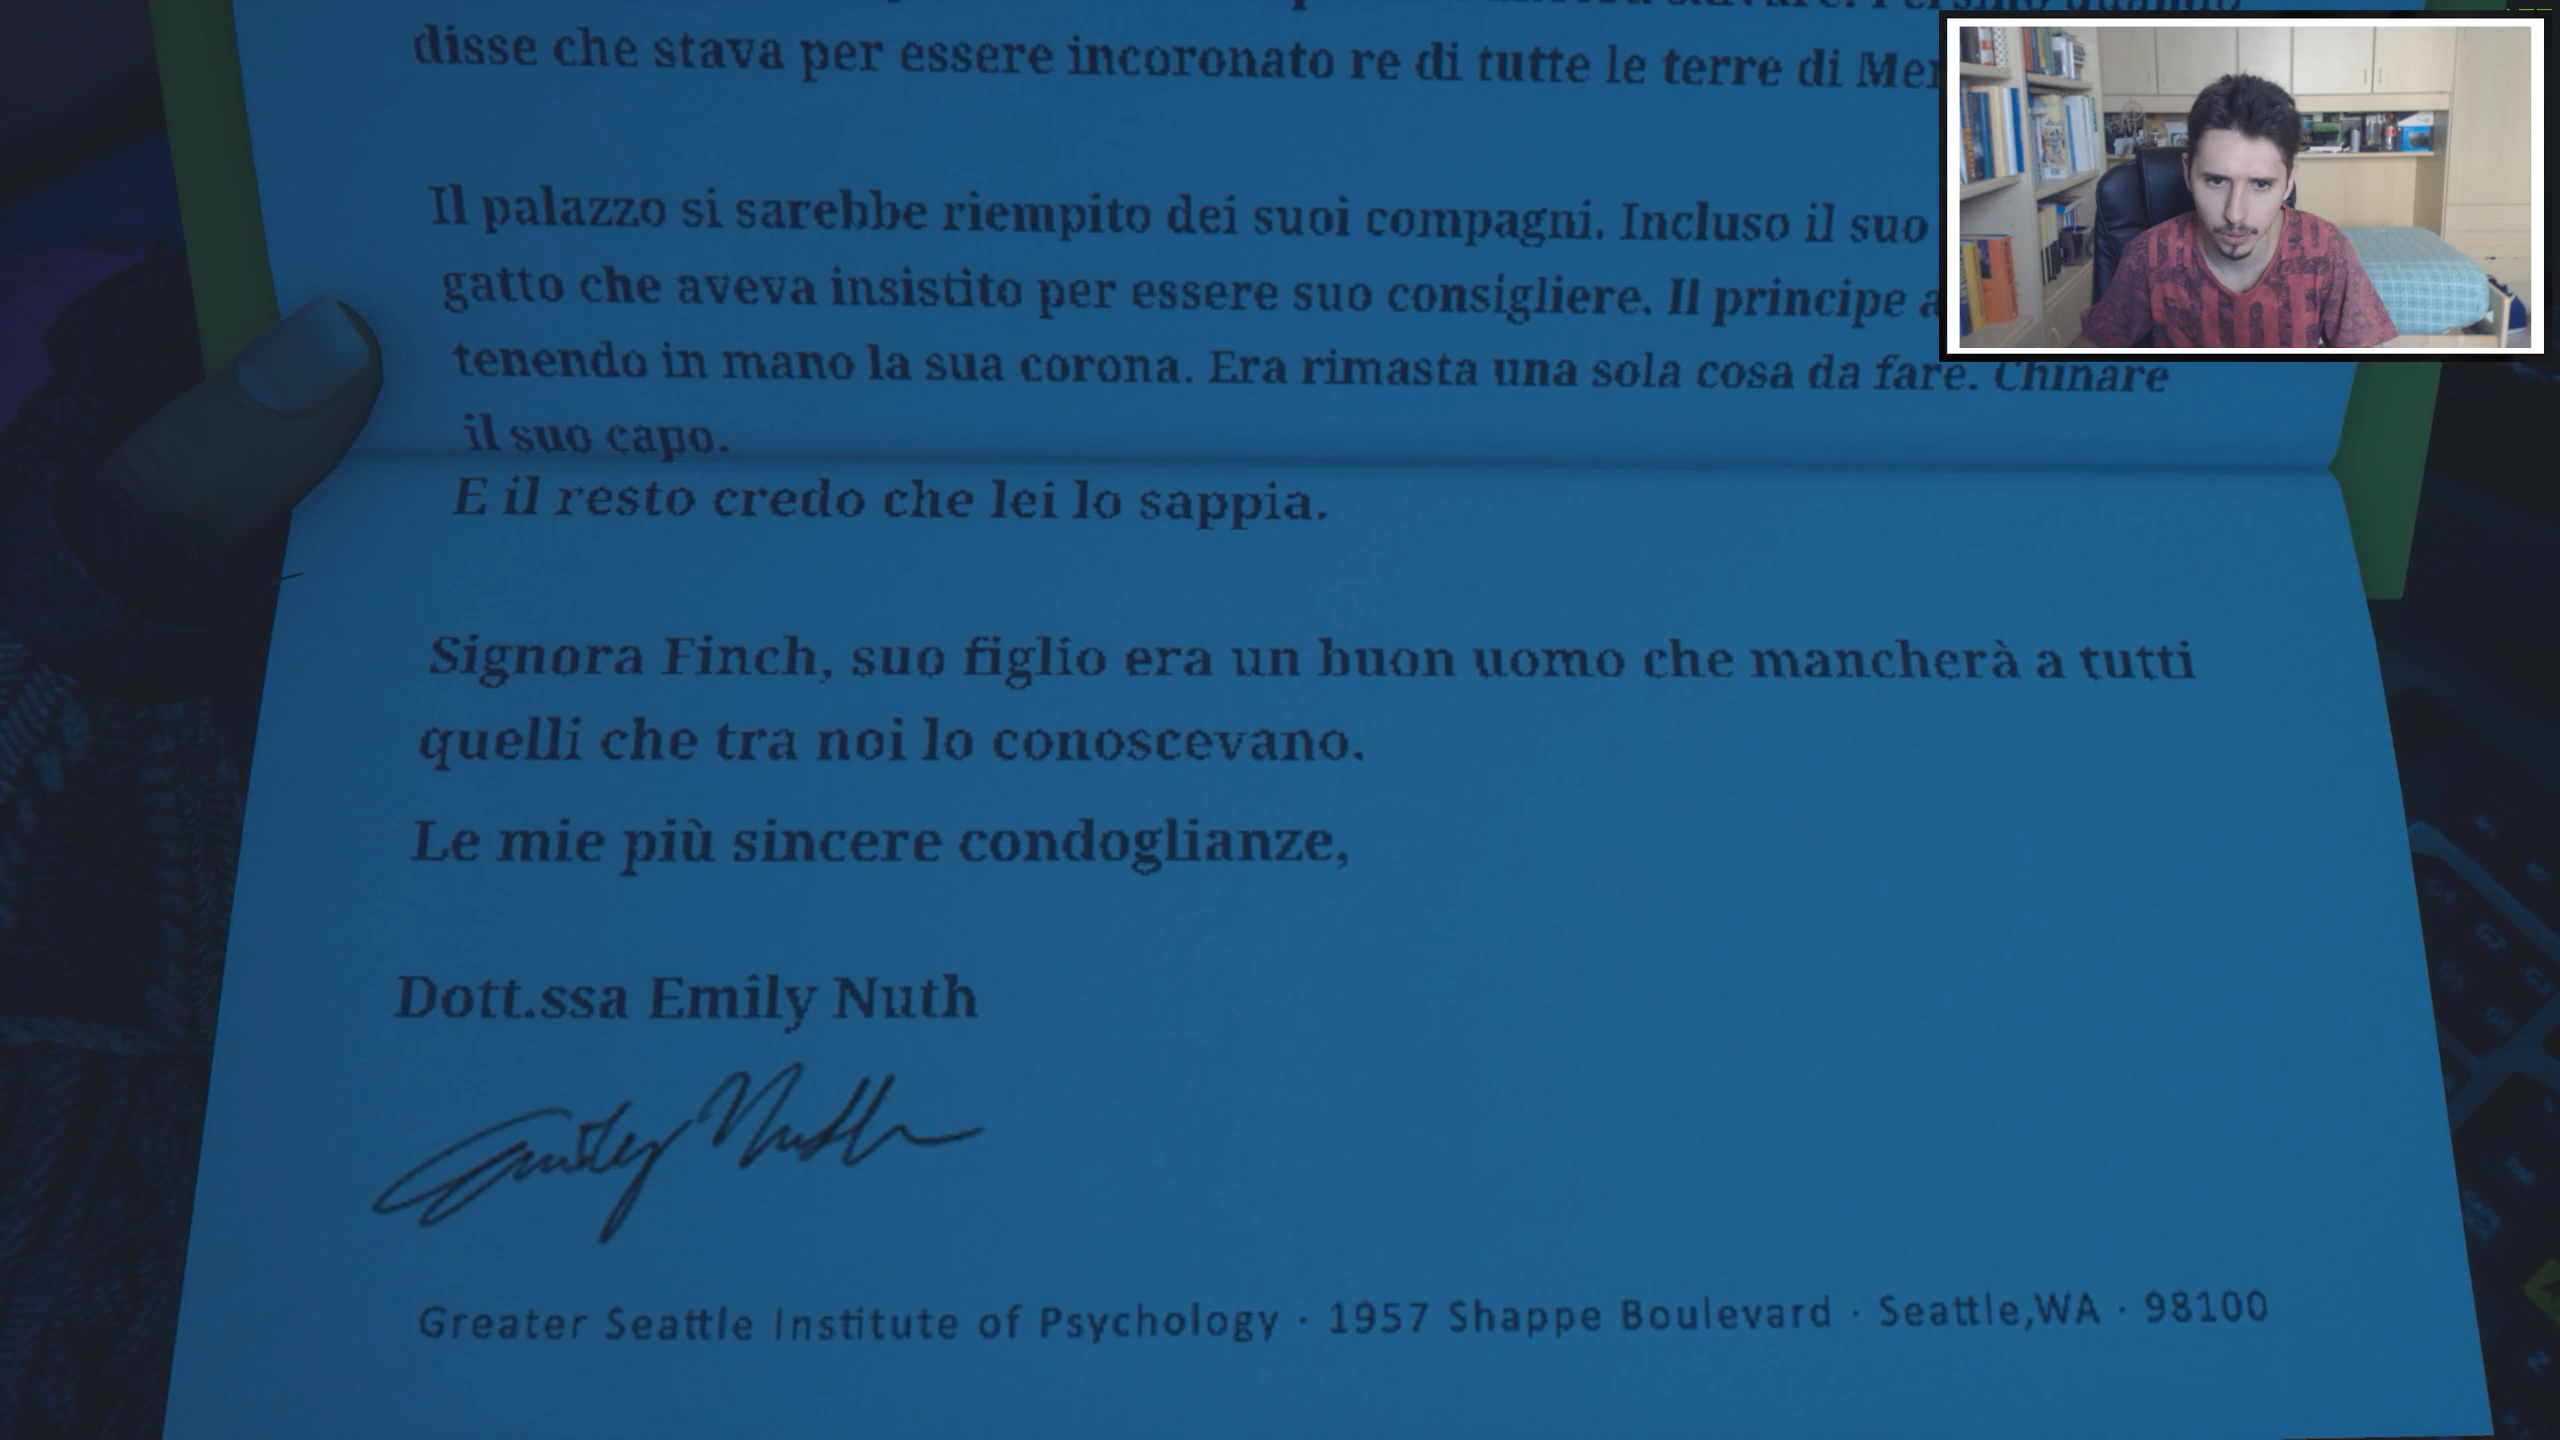 disse che stava per essere incoronato re di tutte le terre di
Il palazzo si sarebbe riempito dei suoi compagni. Incluso il suo
gatto che aveva insistito per essere suo consigliere. Il principe
tenendo in mano la sua corona. Era rimasta una sola cosa da fare. Chinare
il suo capo.
E il resto credo che lei lo sappia.
Signora Finch, suo figlio era un buon uomo che mancherà a tutti
quelli che tra noi lo conoscevano.
Le mie più sincere condoglianze,
Dott.ssa Emily Nuth
Emily Nuth
Greater Seattle Institute of Psychology · 1957 Shappe Boulevard · Seattle,WA · 98100